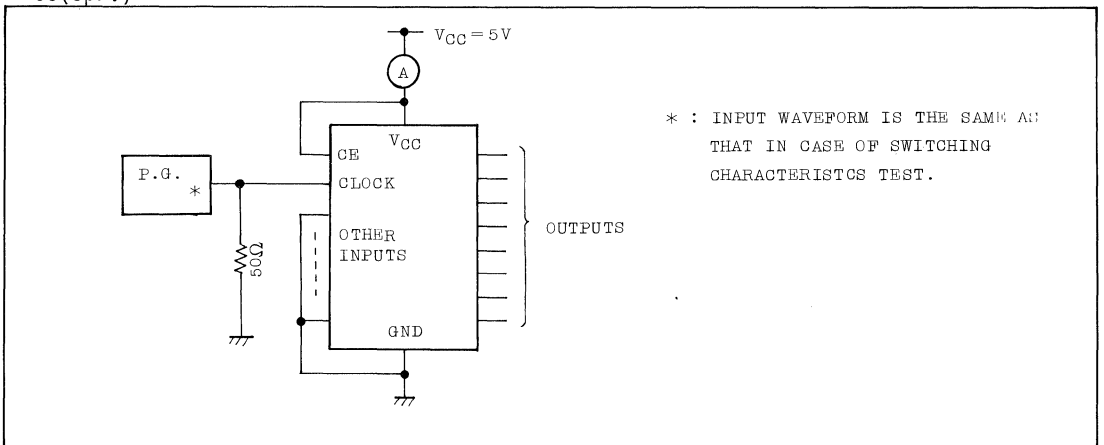 V_CC = 5V
A
V_CC
CE
CLOCK
P.G.
*
50Ω
OTHER
INPUTS
GND
OUTPUTS
* : INPUT WAVEFORM IS THE SAME AS
THAT IN CASE OF SWITCHING
CHARACTERISTCS TEST.